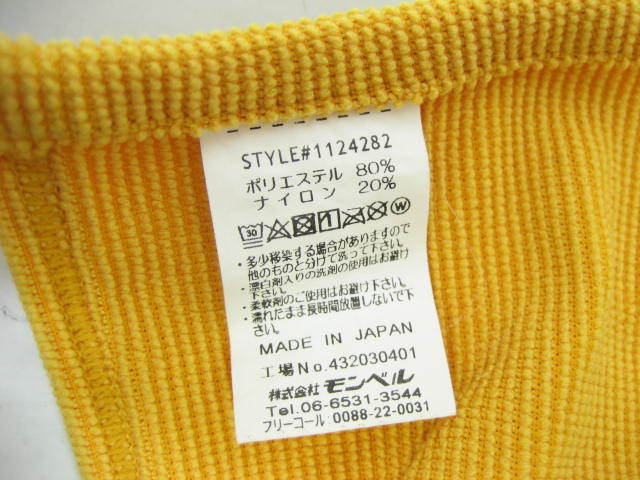 STYLE#1124282
ポリエステル 80%
ナイロン 20%
30 1 W
・多少移染する場合がありますので
他のものと分けて洗って下さい。
・漂白剤入りの洗剤の使用はお避け
下さい。
・柔軟剤のご使用はお避け下さい。
・濡れたまま長時間放置しないで下
さい。
MADE IN JAPAN
工場No.432030401
株式会社 モンベル
Tel.06-6531-3544
フリーコール:0088-22-0031